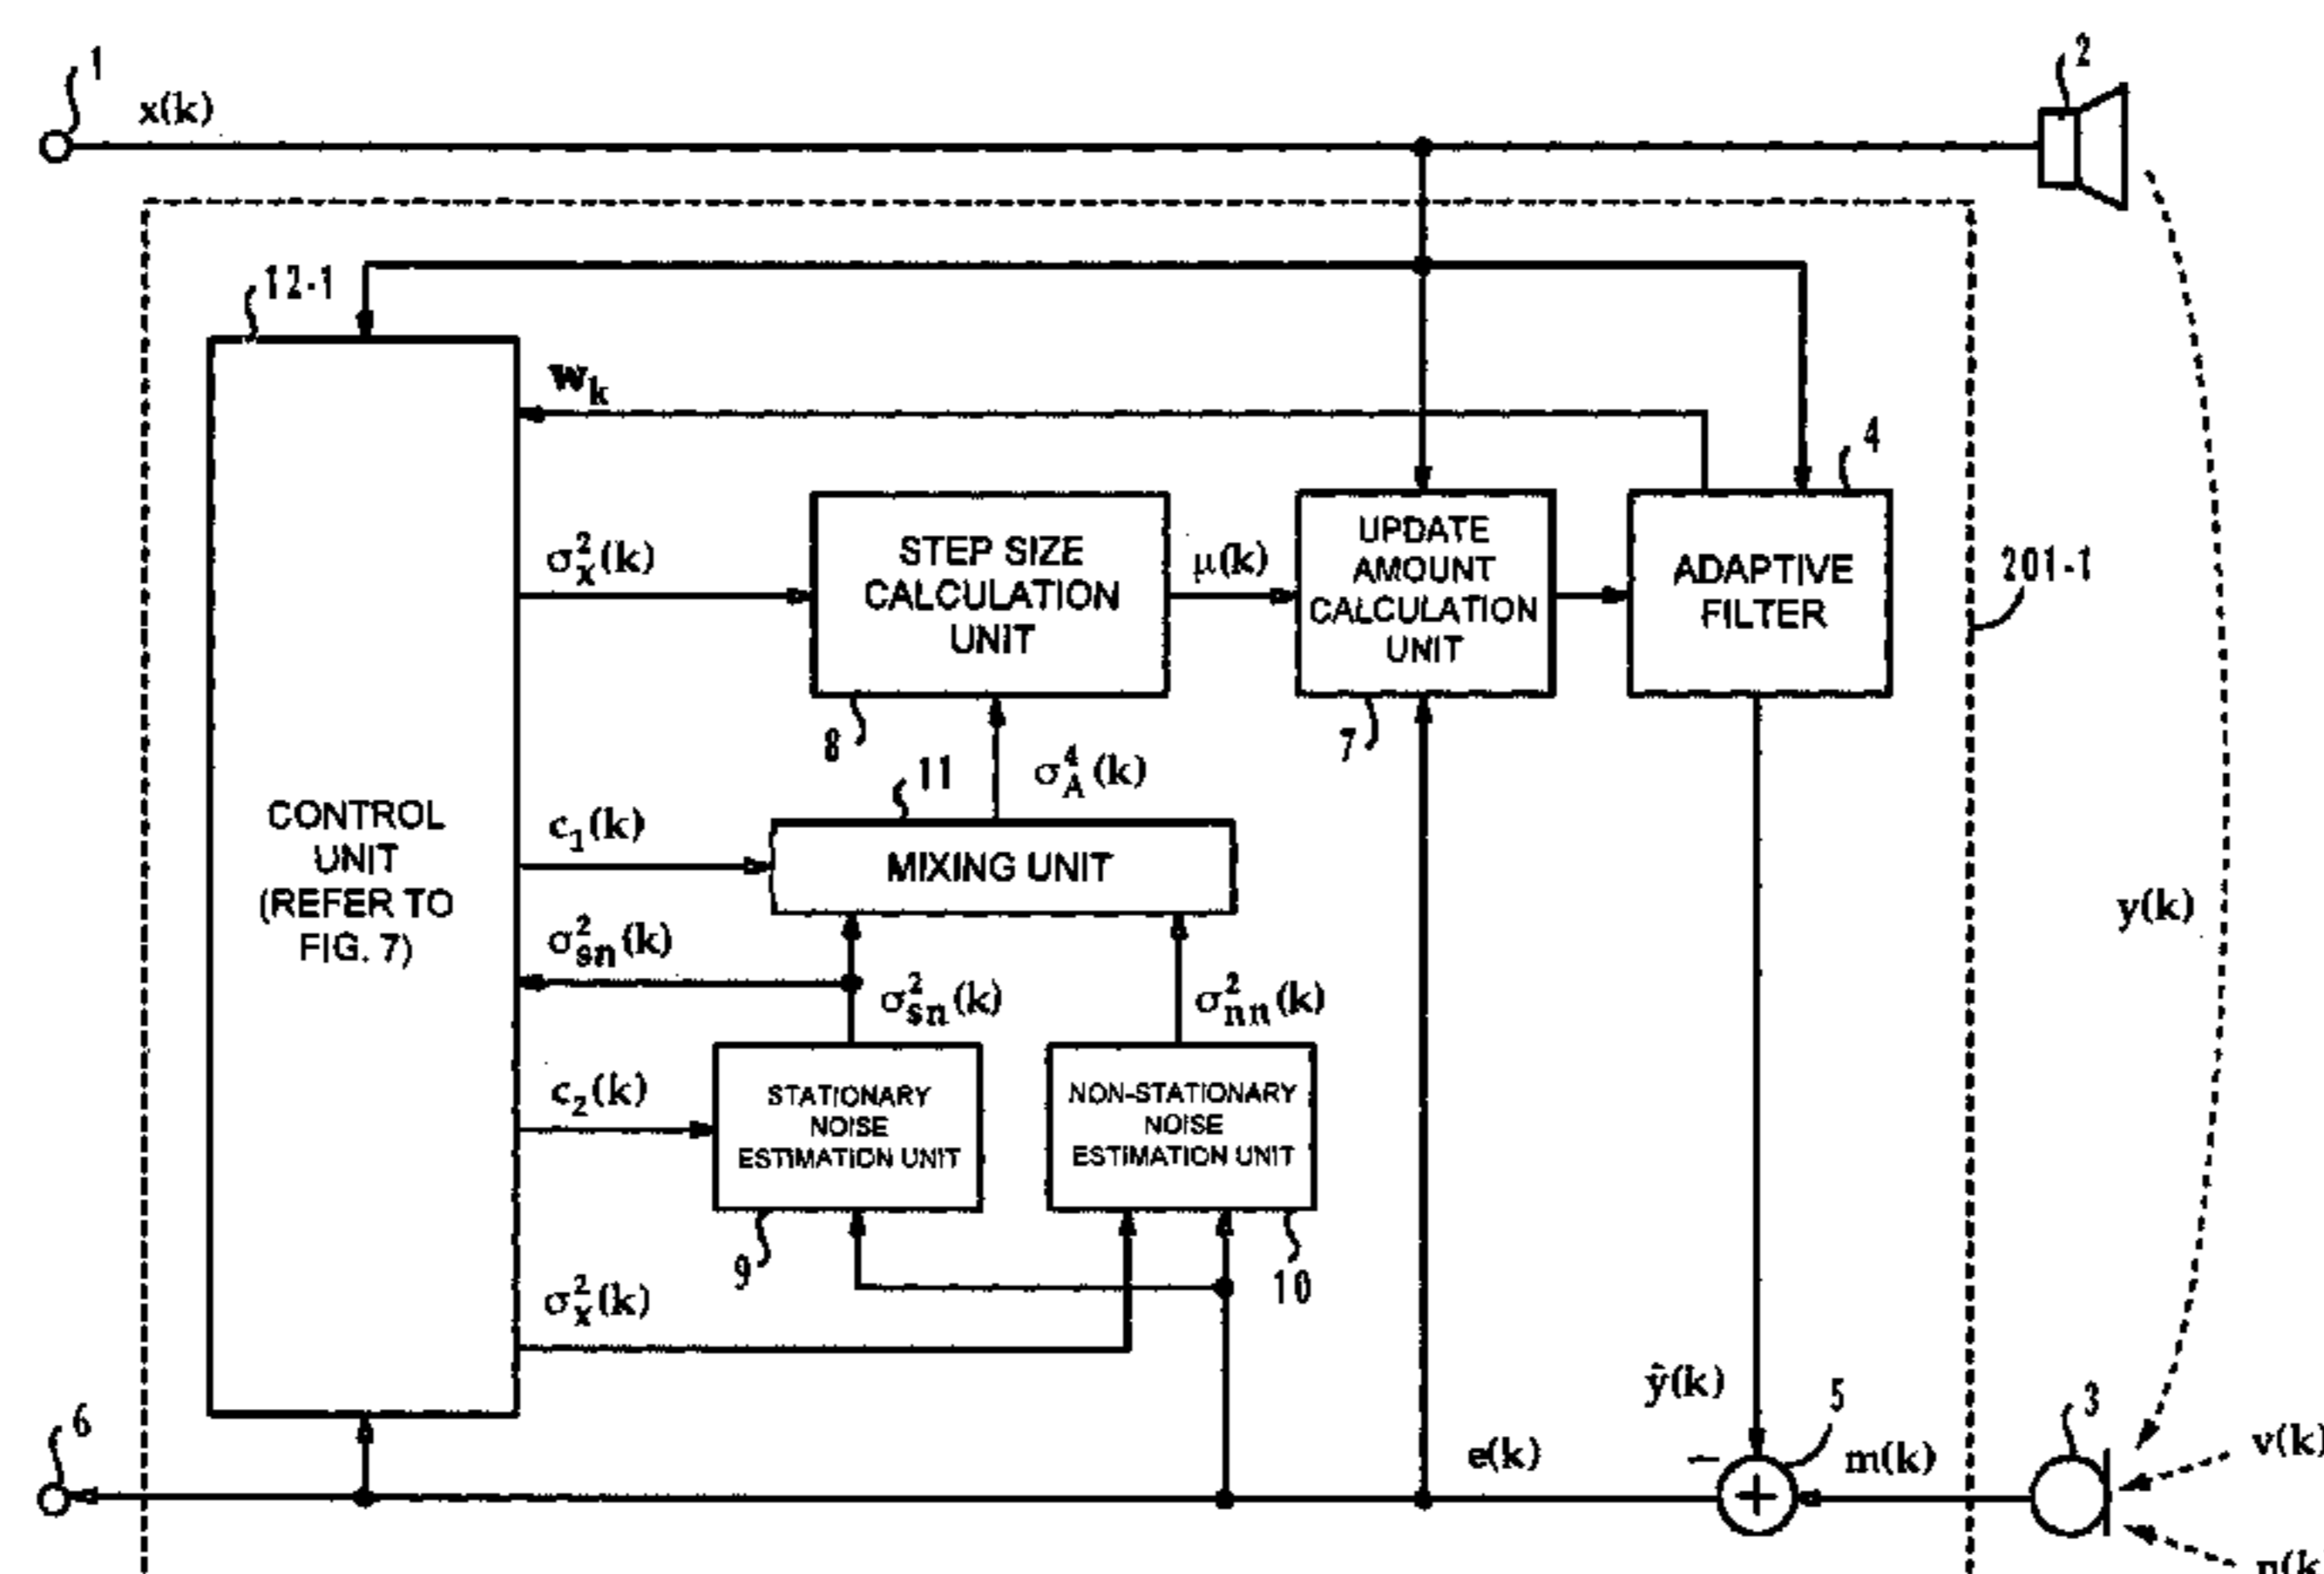 1
x(k)
2
12-1
w_k
4
σ_x^2(k)
STEP SIZE
CALCULATION
UNIT
μ(k)
UPDATE
AMOUNT
CALCULATION
UNIT
ADAPTIVE
FILTER
201-1
8
7
11
σ_A^4(k)
CONTROL
UNIT
(REFER TO
FIG. 7)
c_1(k)
MIXING UNIT
y(k)
σ_sn^2(k)
σ_sn^2(k)
σ_nn^2(k)
c_2(k)
STATIONARY
NOISE
ESTIMATION UNIT
NON-STATIONARY
NOISE
ESTIMATION UNIT
9
10
σ_x^2(k)
ŷ(k)
5
3
6
e(k)
−
+
m(k)
v(k)
n(k